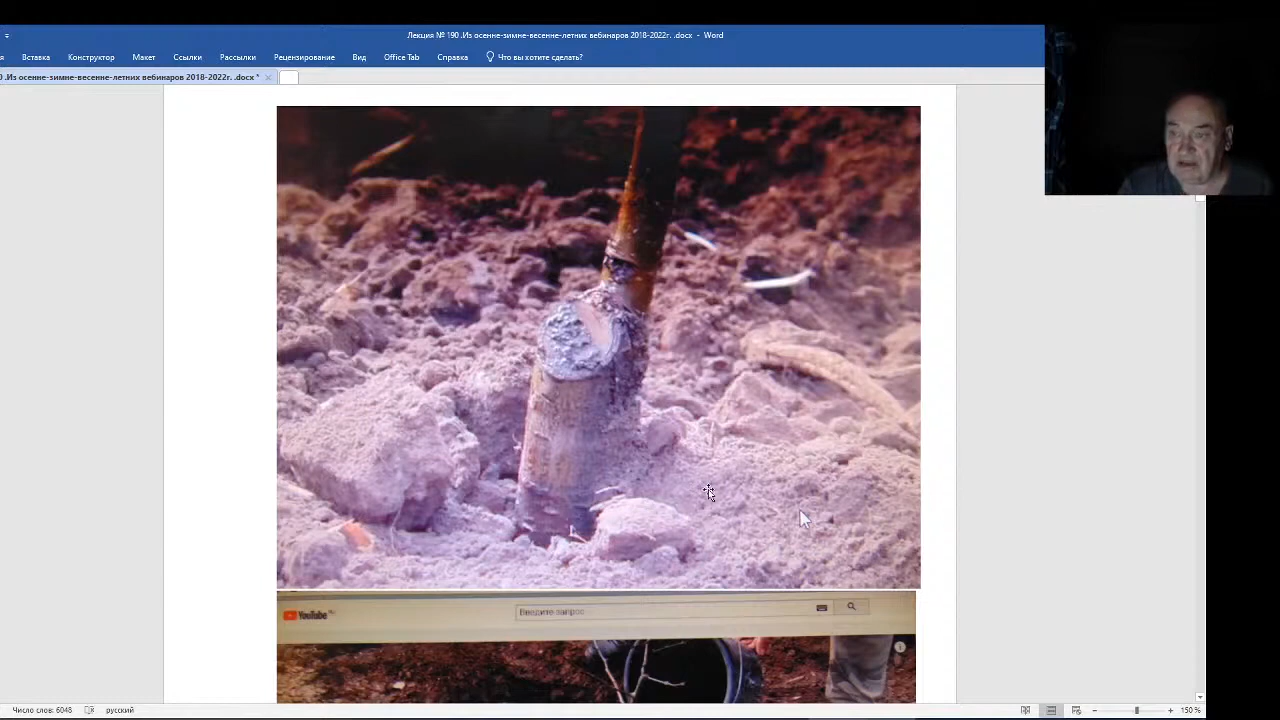 Лекция № 190 .Из осенне-зимне-весенне-летних вебинаров 2018-2022г. .docx - Word
Вставка Конструктор Макет Ссылки Рассылки Рецензирование Вид Office Tab Справка Что вы хотите сделать?
.Из осенне-зимне-весенне-летних вебинаров 2018-2022г. .docx *
YouTube
Введите запрос
Число слов: 6048 русский 150 %